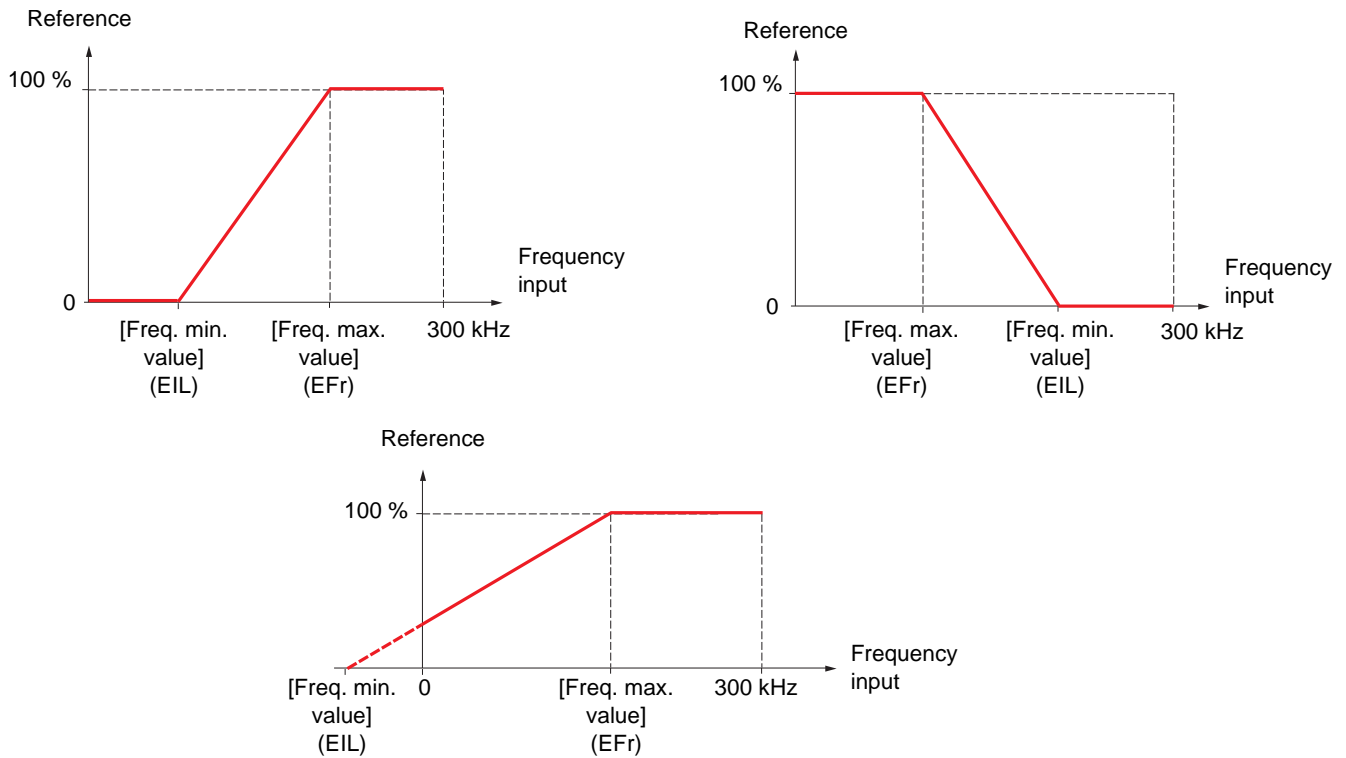 Reference
100 %
0
Frequency
input
[Freq. min.
value]
(EIL)
[Freq. max.
value]
(EFr)
300 kHz
Reference
100 %
0
Frequency
input
[Freq. max.
value]
(EFr)
[Freq. min.
value]
(EIL)
300 kHz
Reference
100 %
Frequency
input
[Freq. min.
value]
(EIL)
0
[Freq. max.
value]
(EFr)
300 kHz